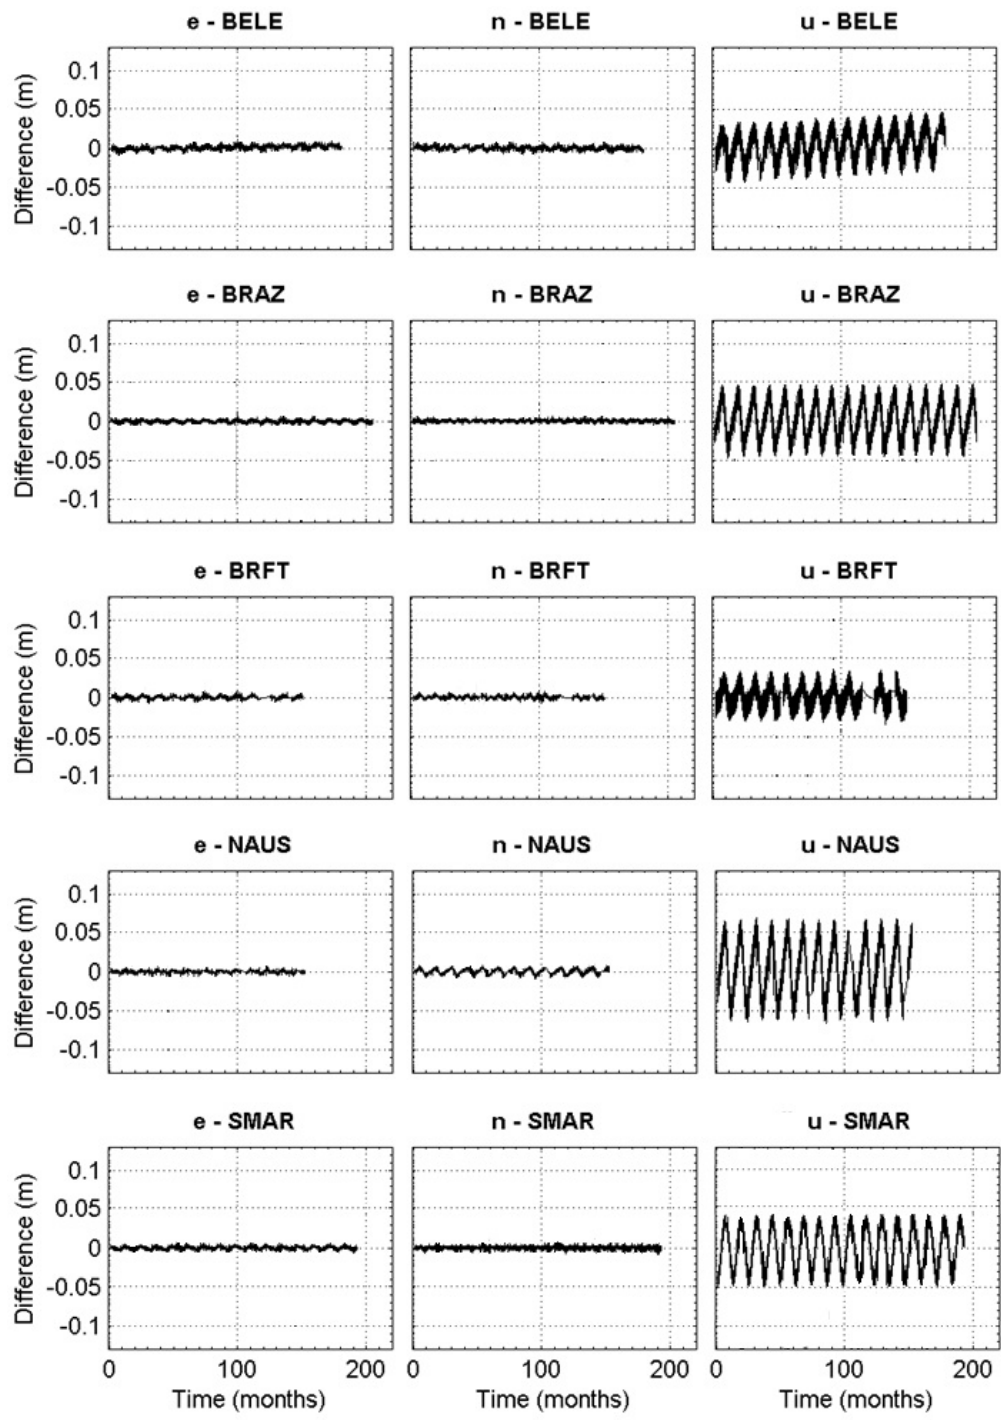 e - BELE n - BELE u - BELE
Difference (m)
0.1
0.05
0
-0.05
-0.1
e - BRAZ n - BRAZ u - BRAZ
Difference (m)
0.1
0.05
0
-0.05
-0.1
e - BRFT n - BRFT u - BRFT
Difference (m)
0.1
0.05
0
-0.05
-0.1
e - NAUS n - NAUS u - NAUS
Difference (m)
0.1
0.05
0
-0.05
-0.1
e - SMAR n - SMAR u - SMAR
Difference (m)
0.1
0.05
0
-0.05
-0.1
0 100 200 0 100 200 0 100 200
Time (months) Time (months) Time (months)